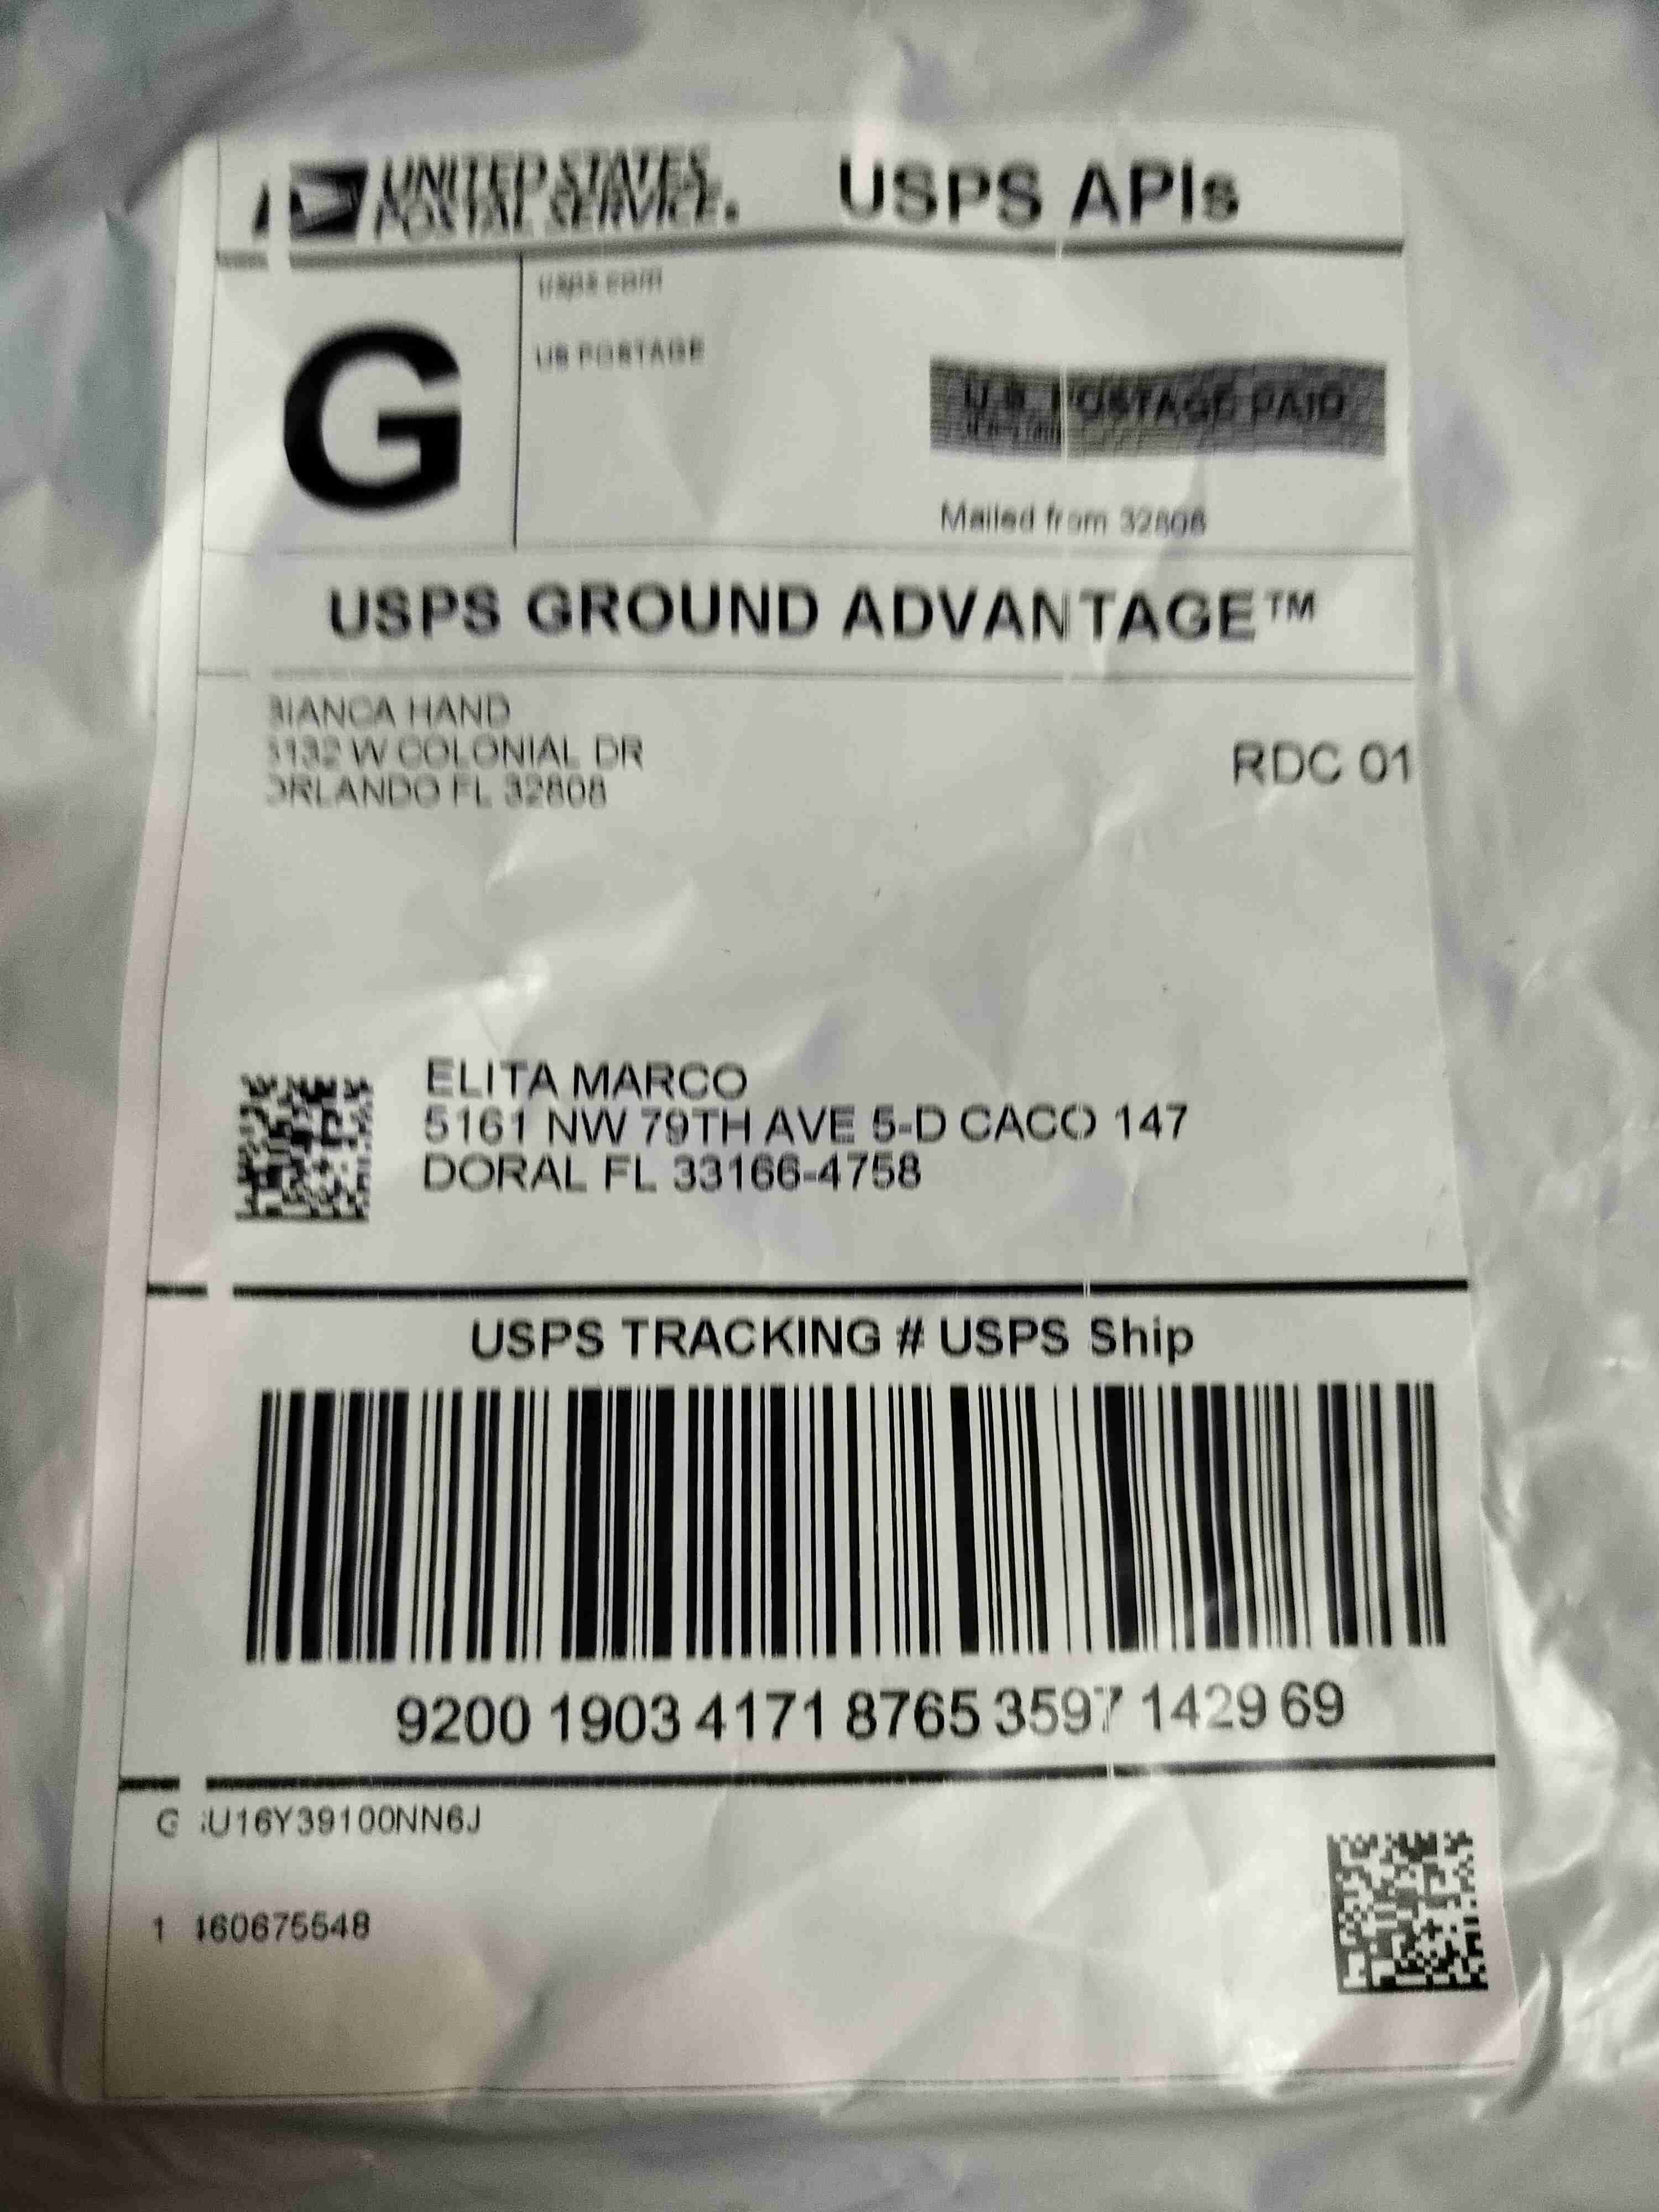 UNITED STATES
POSTAL SERVICE.
USPS APIs
usps.com
G
US POSTAGE
U.S. POSTAGE PAID
Mailed from 32808
USPS GROUND ADVANTAGE™
BIANCA HAND
W COLONIAL DR
ORLANDO FL 32808
RDC 01
ELITA MARCO
5161 NW 79TH AVE 5-D CACO 147
DORAL FL 33166-4758
USPS TRACKING # USPS Ship
9200 1903 4171 8765 3597 1429 69
G U16Y39100NN6J
1 460675548